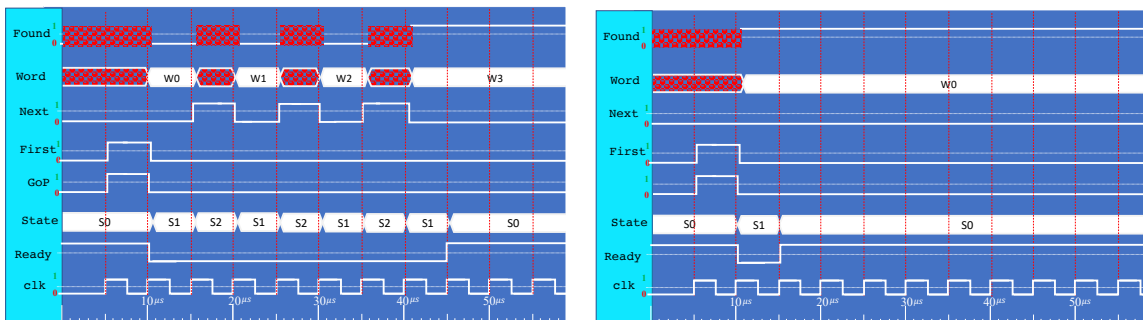 Found 1 0
Word W0 W1 W2 W3
Next 1 0
First 1 0
GoP 1 0
State S0 S1 S2 S1 S2 S1 S2 S1 S0
Ready 1
clk 1 0
10µs 20µs 30µs 40µs 50µs
Found 1 0
Word W0
Next 1 0
First 1 0
1 0
State S0 S1 S0
Ready 1
clk 1 0
10µs 20µs 30µs 40µs 50µs